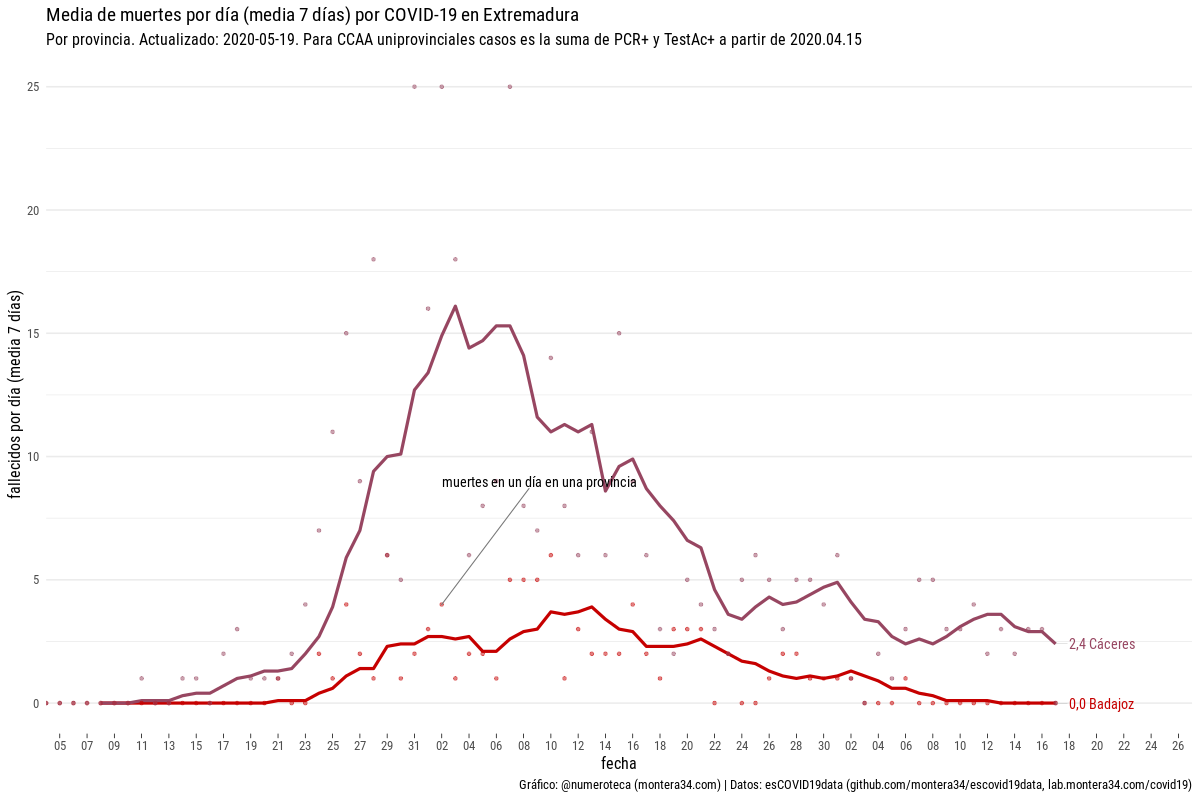 Media de muertes por día (media 7 días) por COVID-19 en Extremadura
Por provincia. Actualizado: 2020-05-19. Para CCAA uniprovinciales casos es la suma de PCR+ y TestAc+ a partir de 2020.04.15
fallecidos por día (media 7 días)
25
20
15
10
5
0
muertes en un día en una provincia
2,4 Cáceres
0,0 Badajoz
05 07 09 11 13 15 17 19 21 23 25 27 29 31 02 04 06 08 10 12 14 16 18 20 22 24 26 28 30 02 04 06 08 10 12 14 16 18 20 22 24 26
fecha
Gráfico: @numeroteca (montera34.com) | Datos: esCOVID19data (github.com/montera34/escovid19data, lab.montera34.com/covid19)